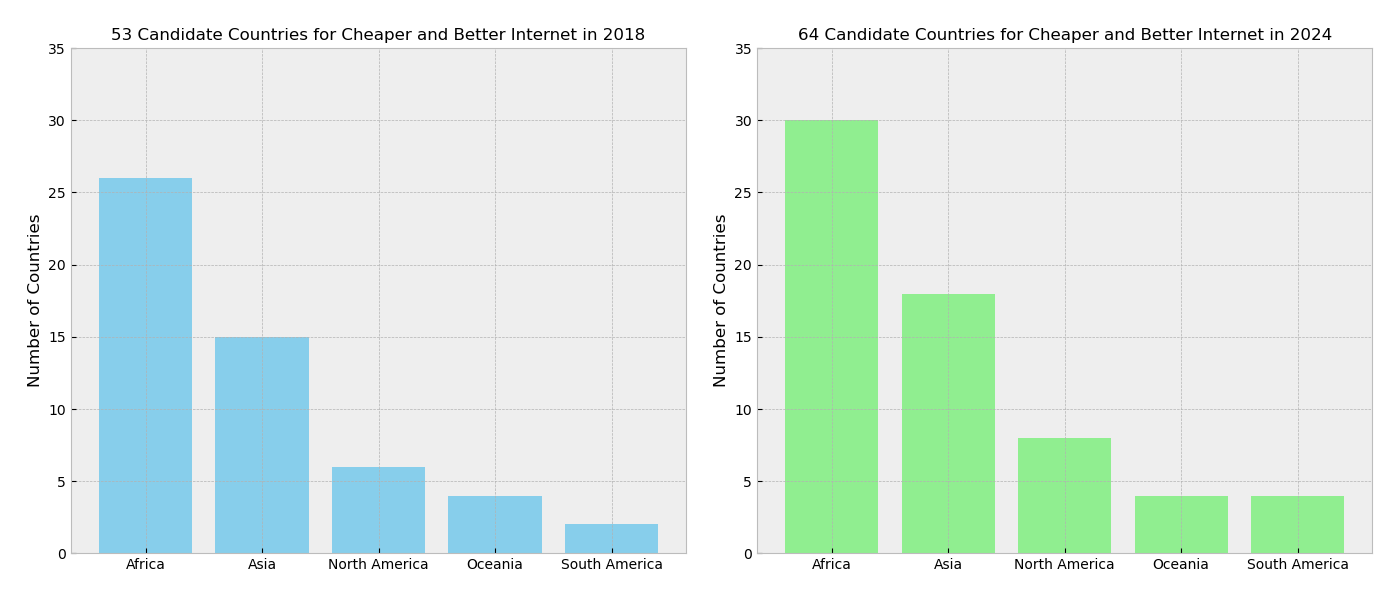 53 Candidate Countries for Cheaper and Better Internet in 2018
35
30
25
20
15
10
5
0
Number of Countries
Africa Asia North America Oceania South America
64 Candidate Countries for Cheaper and Better Internet in 2024
35
30
25
20
15
10
5
0
Number of Countries
Africa Asia North America Oceania South America